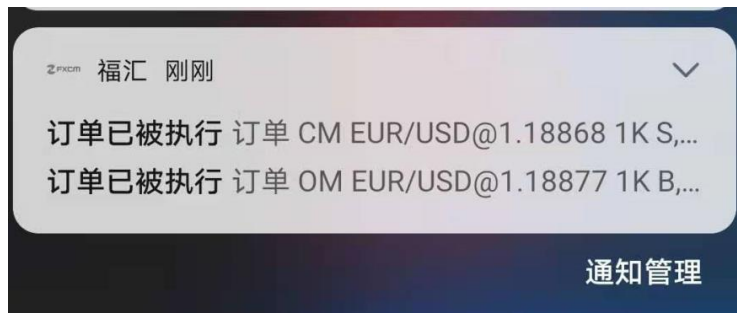 FXCM 福汇 刚刚
订单已被执行 订单 CM EUR/USD@1.18868 1K S,...
订单已被执行 订单 OM EUR/USD@1.18877 1K B,...
通知管理